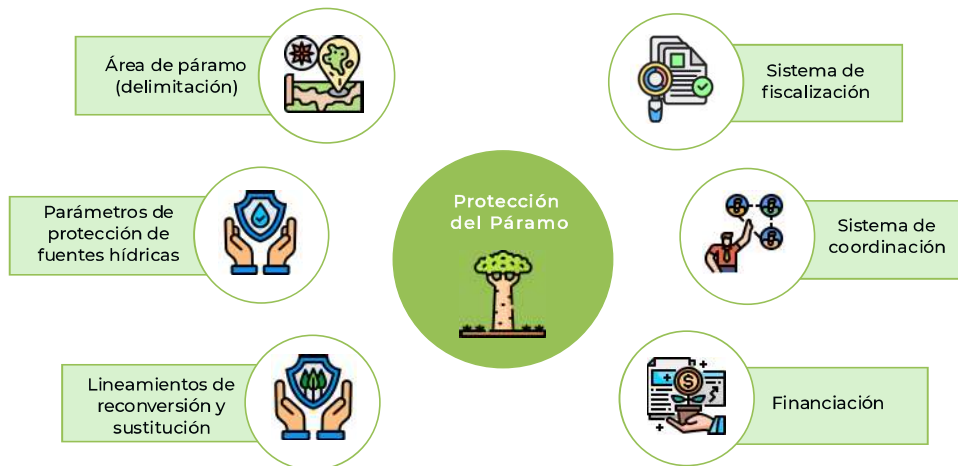 Área de páramo
(delimitación)
Parámetros de
protección de
fuentes hídricas
Lineamientos de
reconversión y
sustitución
Protección
del Páramo
Sistema de
fiscalización
Sistema de
coordinación
Financiación